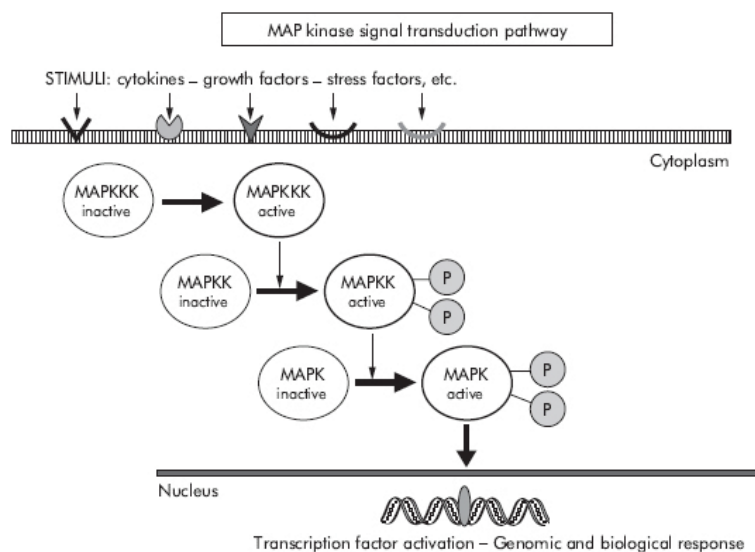 MAP kinase signal transduction pathway
STIMULI: cytokines – growth factors – stress factors, etc.
Cytoplasm
MAPKKK
inactive
MAPKKK
active
MAPKK
inactive
MAPKK
active
P
P
MAPK
inactive
MAPK
active
P
P
Nucleus
Transcription factor activation – Genomic and biological response